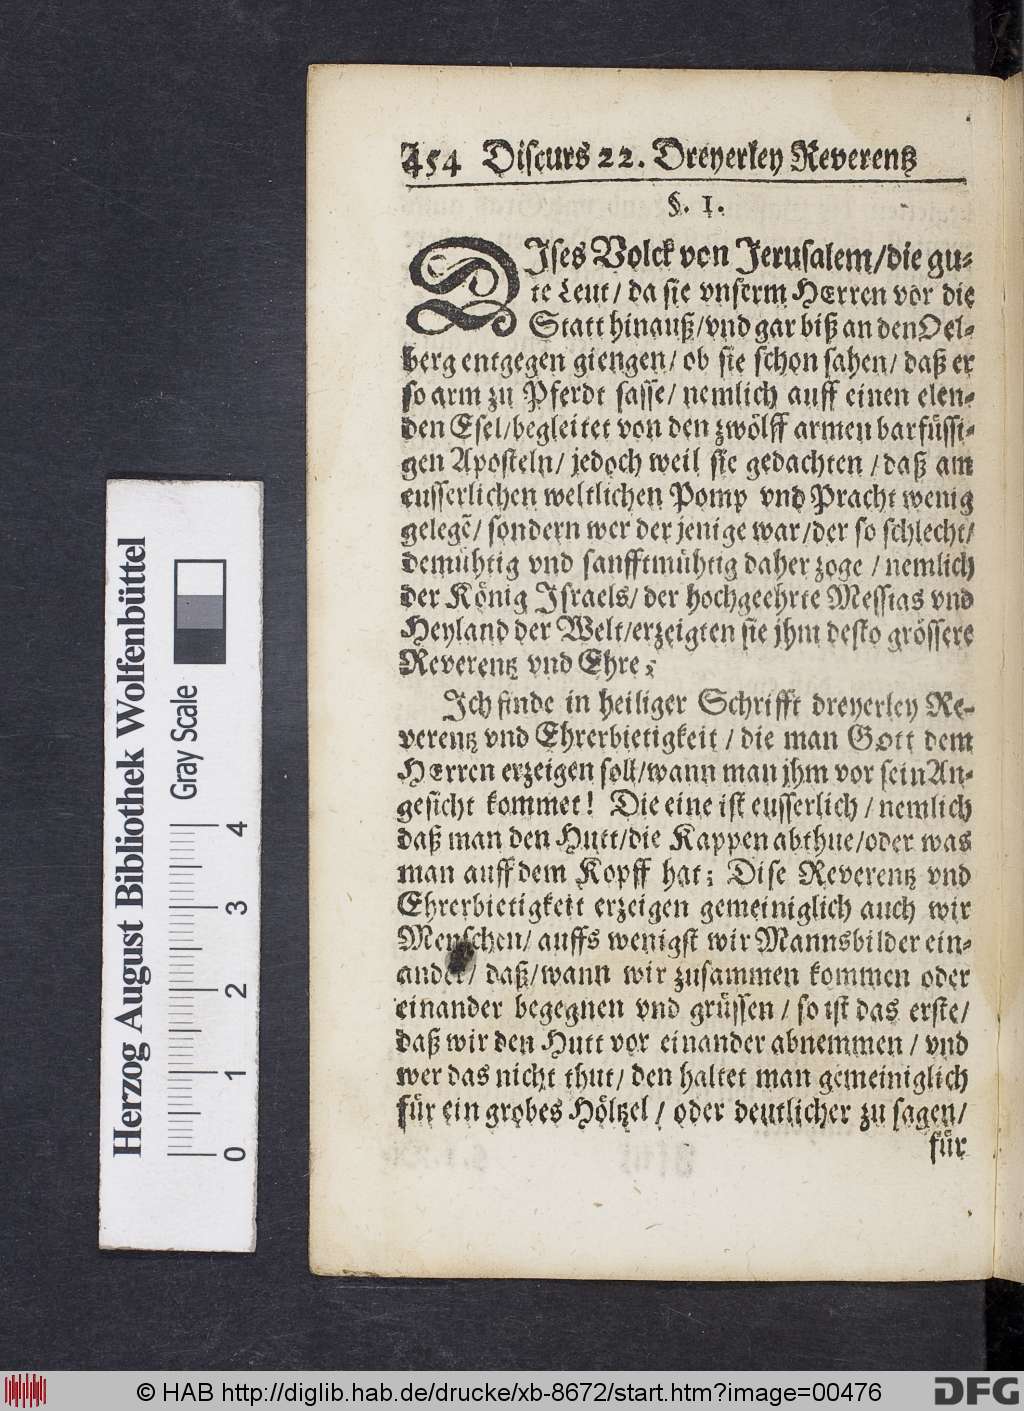 454 Discurs 22. Dreyerley Reverentz
§. 1.
DIses Volck von Jerusalem/die gu-
te Leut/ da sie vnserm HErren vor die
Statt hinauß/vnd gar biß an den Oel-
berg entgegen giengen/ ob sie schon sahen/ daß er
so arm zu Pferdt sasse/ nemlich auff einen elen-
den Esel/begleitet von den zwölff armen barfüssi-
gen Aposteln/ jedoch weil sie gedachten/ daß am
eusserlichen weltlichen Pomp vnd Pracht wenig
gelegẽ/ sondern wer der jenige war/der so schlecht/
demühtig vnd sanfftmühtig daher zoge/ nemlich
der König Israels/ der hochgeehrte Messias vnd
Heyland der Welt/erzeigten sie jhm desto grössere
Reverentz vnd Ehre;
Ich finde in heiliger Schrifft dreyerley Re-
verentz vnd Ehrerbietigkeit/ die man Gott dem
HErren erzeigen soll/wann man jhm vor sein An-
gesicht kommet! Die eine ist eusserlich/ nemlich
daß man den Hutt/die Kappen abthue/oder was
man auff dem Kopff hat; Dise Reverentz vnd
Ehrerbietigkeit erzeigen gemeiniglich auch wir
Menschen/ auffs wenigst wir Mannsbilder ein-
ander/ daß/wann wir zusammen kommen oder
einander begegnen vnd grüssen/ so ist das erste/
daß wir den Hutt vor einander abnemmen/ vnd
wer das nicht thut/ den haltet man gemeiniglich
für ein grobes Höltzel/ oder deutlicher zu sagen/
für
Herzog August Bibliothek Wolfenbüttel
Gray Scale
0 1 2 3 4
© HAB http://diglib.hab.de/drucke/xb-8672/start.htm?image=00476
DFG